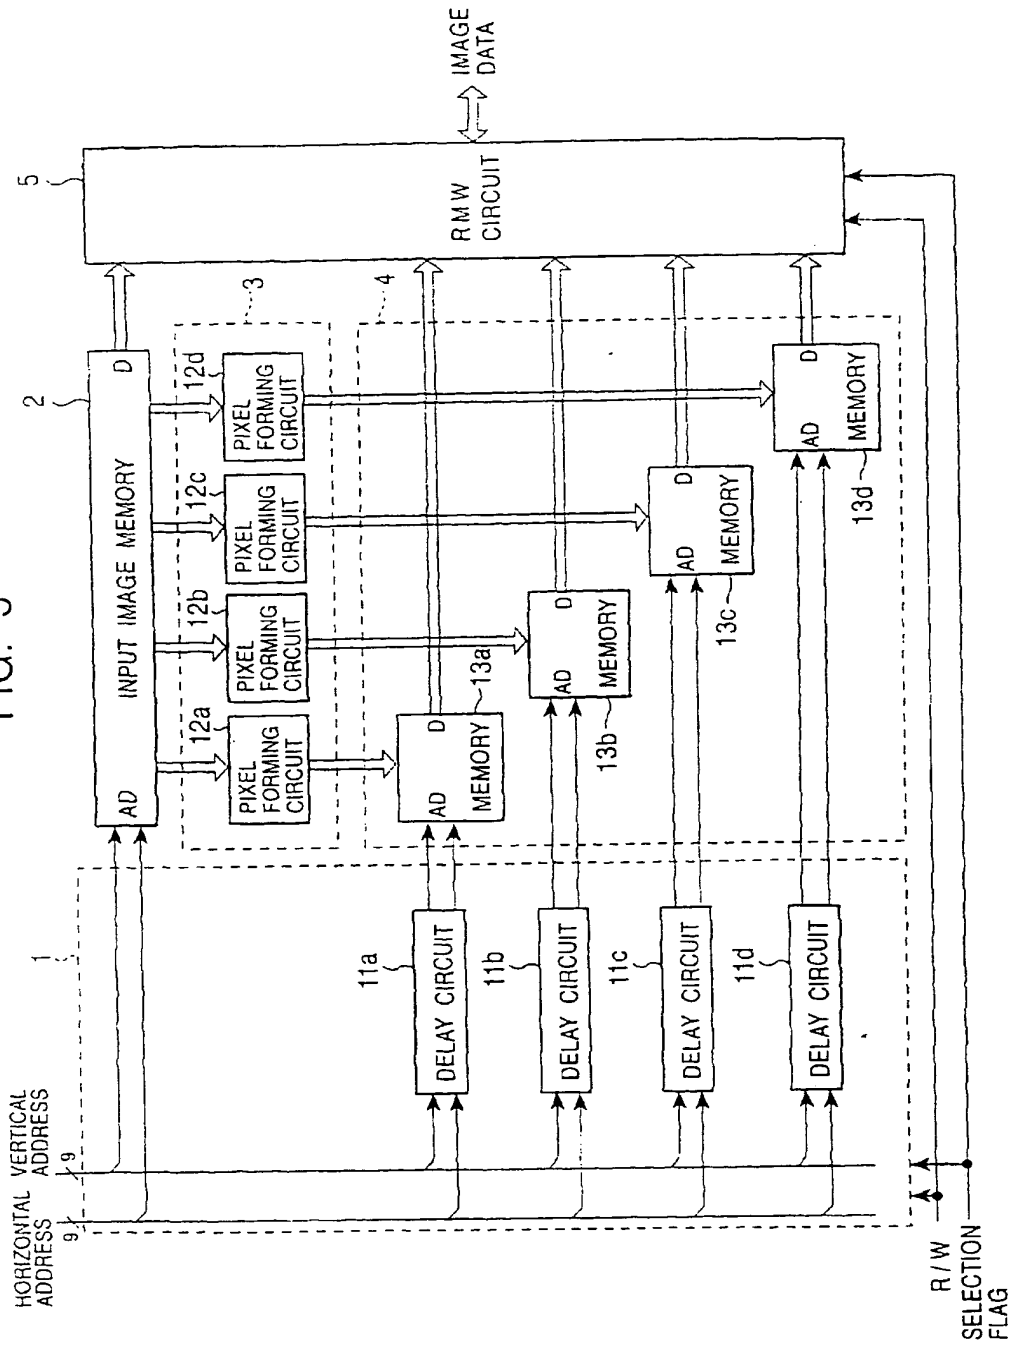 HORIZONTAL
ADDRESS
9
VERTICAL
ADDRESS
9
1
AD
INPUT IMAGE MEMORY
D
2
5
RMW
CIRCUIT
IMAGE
DATA
3
12a
PIXEL
FORMING
CIRCUIT
12b
PIXEL
FORMING
CIRCUIT
12c
PIXEL
FORMING
CIRCUIT
12d
PIXEL
FORMING
CIRCUIT
4
11a
DELAY CIRCUIT
AD
D
MEMORY
13a
11b
DELAY CIRCUIT
AD
D
MEMORY
13b
11c
DELAY CIRCUIT
AD
D
MEMORY
13c
11d
DELAY CIRCUIT
AD
D
MEMORY
13d
R/W
SELECTION
FLAG